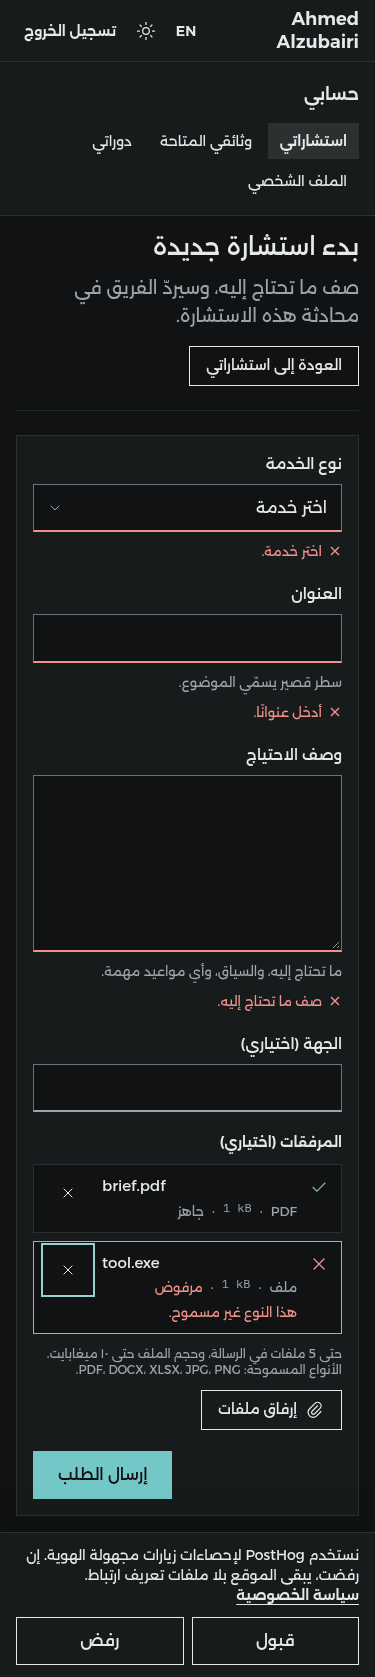 Ahmed
Alzubairi
EN
تسجيل الخروج
حسابي
استشاراتي
وثائقي المتاحة
دوراتي
الملف الشخصي
بدء استشارة جديدة
صف ما تحتاج إليه، وسيردّ الفريق في
محادثة هذه الاستشارة.
العودة إلى استشاراتي
نوع الخدمة
اختر خدمة
اختر خدمة.
العنوان
سطر قصير يسمّي الموضوع.
أدخل عنوانًا.
وصف الاحتياج
ما تحتاج إليه، والسياق، وأي مواعيد مهمة.
صف ما تحتاج إليه.
الجهة (اختياري)
المرفقات (اختياري)
brief.pdf
PDF · 1 kB · جاهز
tool.exe
ملف · 1 kB · مرفوض
هذا النوع غير مسموح.
حتى 5 ملفات في الرسالة، وحجم الملف حتى ١٠ ميغابايت.
الأنواع المسموحة: PDF، DOCX، XLSX، JPG، PNG.
إرفاق ملفات
إرسال الطلب
نستخدم PostHog لإحصاءات زيارات مجهولة الهوية. إن
رفضت، يبقى الموقع بلا ملفات تعريف ارتباط.
سياسة الخصوصية
قبول
رفض